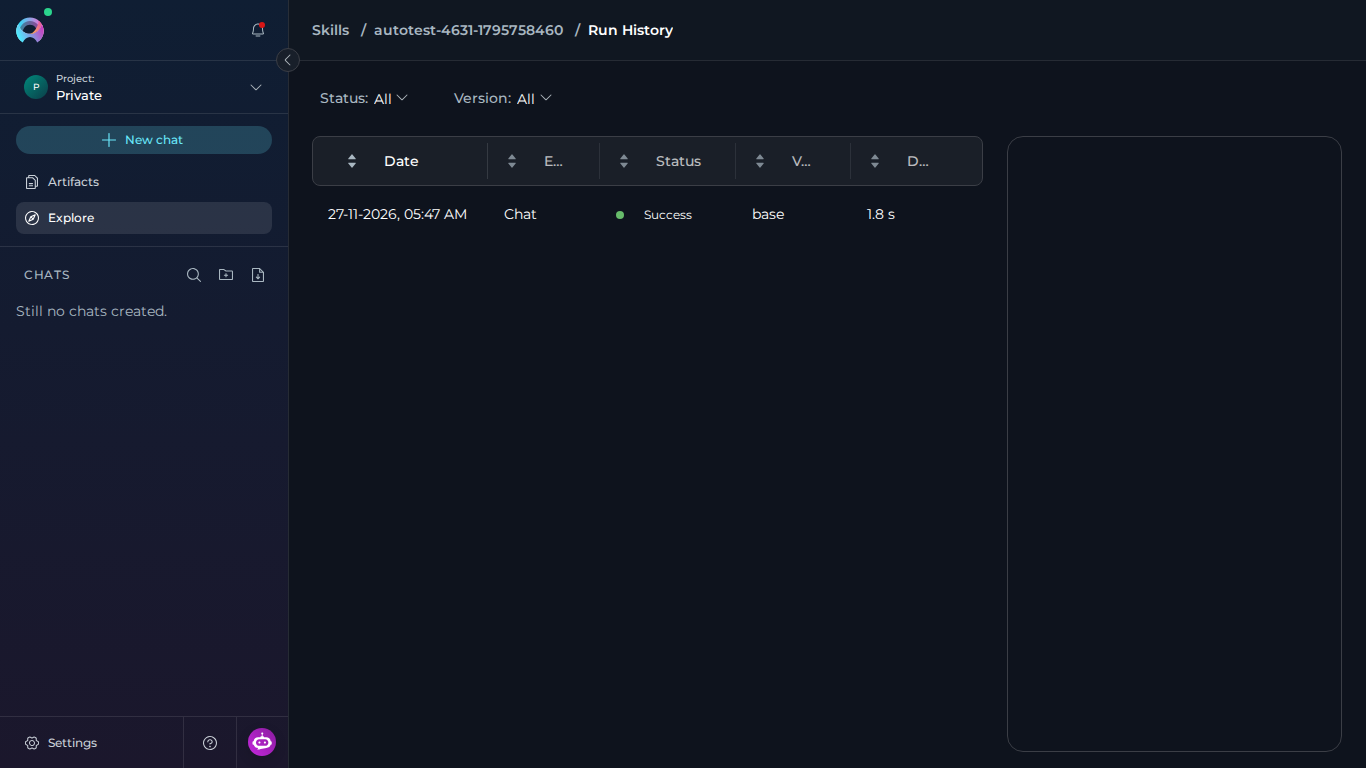 Skills / autotest-4631-1795758460 / Run History
P
Project:
Private
New chat
Artifacts
Explore
CHATS
Still no chats created.
Settings
Status: All
Version: All
Date E... Status V... D...
27-11-2026, 05:47 AM Chat Success base 1.8 s